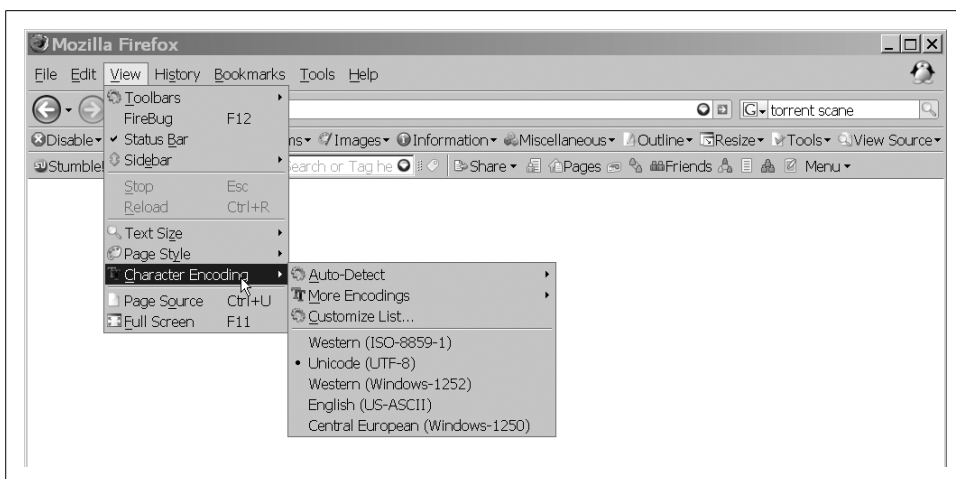 Mozilla Firefox
File Edit View History Bookmarks Tools Help
Toolbars
FireBug F12
G torrent scane
Disable Status Bar ns Images Information Miscellaneous Outline Resize Tools View Source
Stumble! Sidebar earch or Tag he Share Pages Friends Menu
Stop Esc
Reload Ctrl+R
Text Size
Page Style
Character Encoding Auto-Detect
Page Source Ctrl+U More Encodings
Full Screen F11 Customize List...
Western (ISO-8859-1)
Unicode (UTF-8)
Western (Windows-1252)
English (US-ASCII)
Central European (Windows-1250)